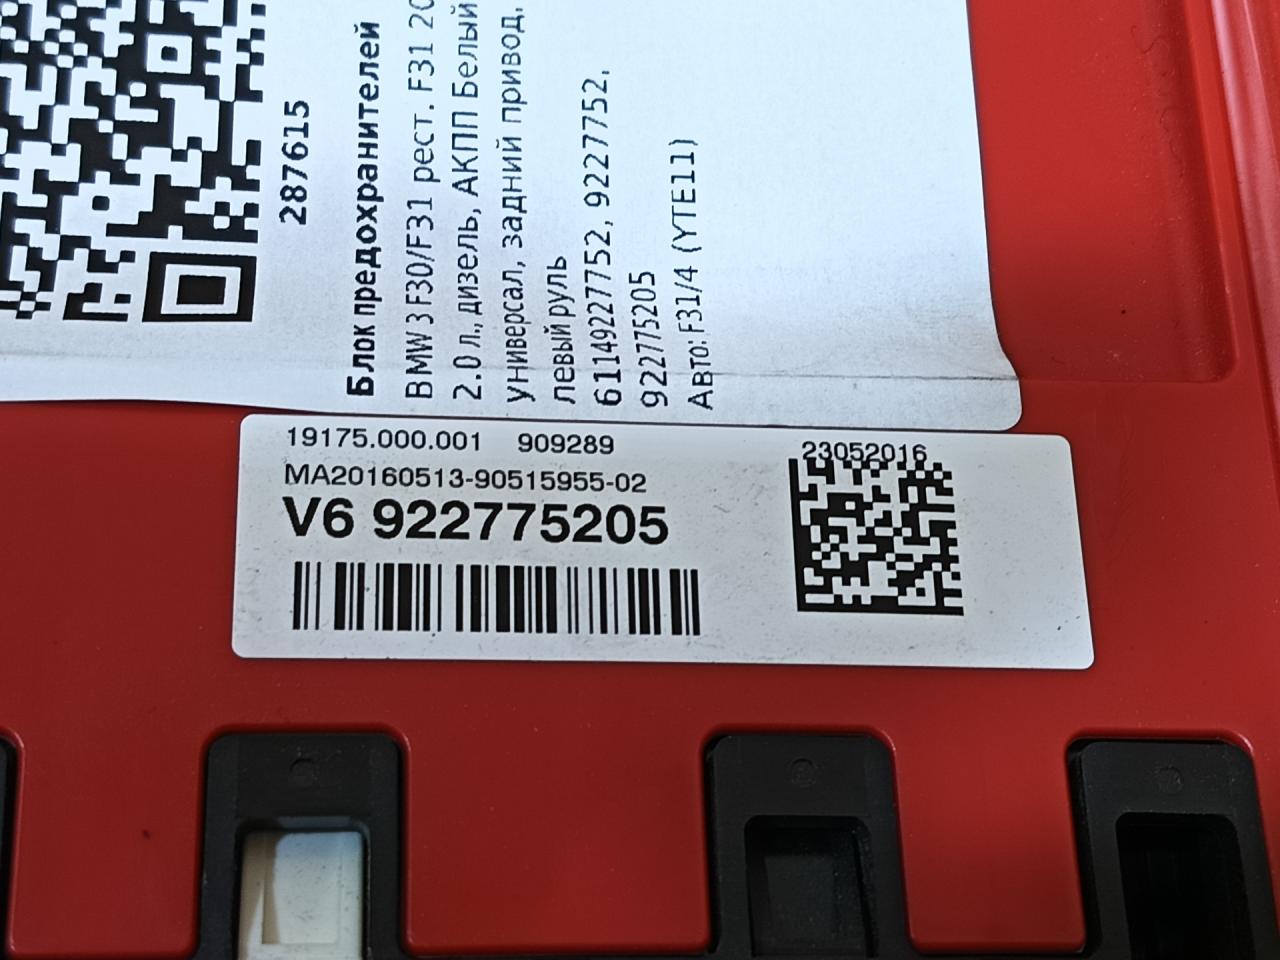 287615
Блок предохранителей
BMW 3 F30/F31 рест. F31 20
2.0 л., дизель, АКПП Белый
универсал, задний привод,
левый руль
61149227752, 9227752,
922775205
Авто: F31/4 (YTE11)
19175.000.001 909289
MA20160513-90515955-02
V6 922775205
23052016